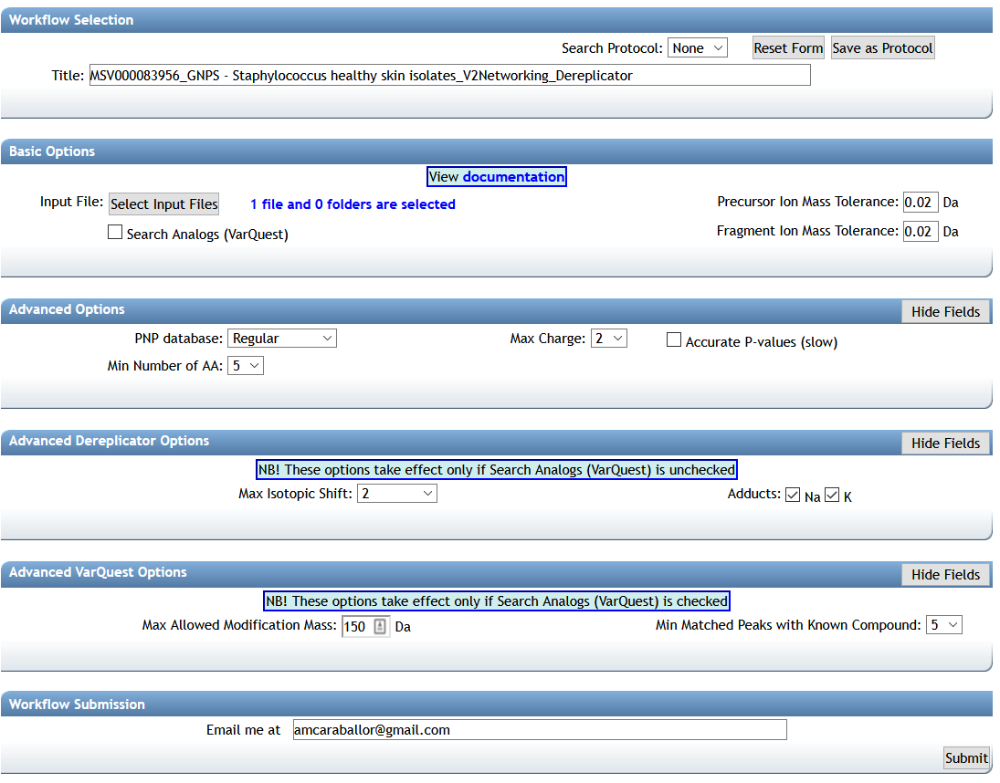 Workflow Selection
Search Protocol: None Reset Form Save as Protocol
Title: MSV000083956_GNPS - Staphylococcus healthy skin isolates_V2Networking_Dereplicator
Basic Options
View documentation
Input File: Select Input Files 1 file and 0 folders are selected Precursor Ion Mass Tolerance: 0.02 Da
Search Analogs (VarQuest) Fragment Ion Mass Tolerance: 0.02 Da
Advanced Options Hide Fields
PNP database: Regular Max Charge: 2 Accurate P-values (slow)
Min Number of AA: 5
Advanced Dereplicator Options Hide Fields
NB! These options take effect only if Search Analogs (VarQuest) is unchecked
Max Isotopic Shift: 2 Adducts: Na K
Advanced VarQuest Options Hide Fields
NB! These options take effect only if Search Analogs (VarQuest) is checked
Max Allowed Modification Mass: 150 Da Min Matched Peaks with Known Compound: 5
Workflow Submission
Email me at amcaraballor@gmail.com
Submit